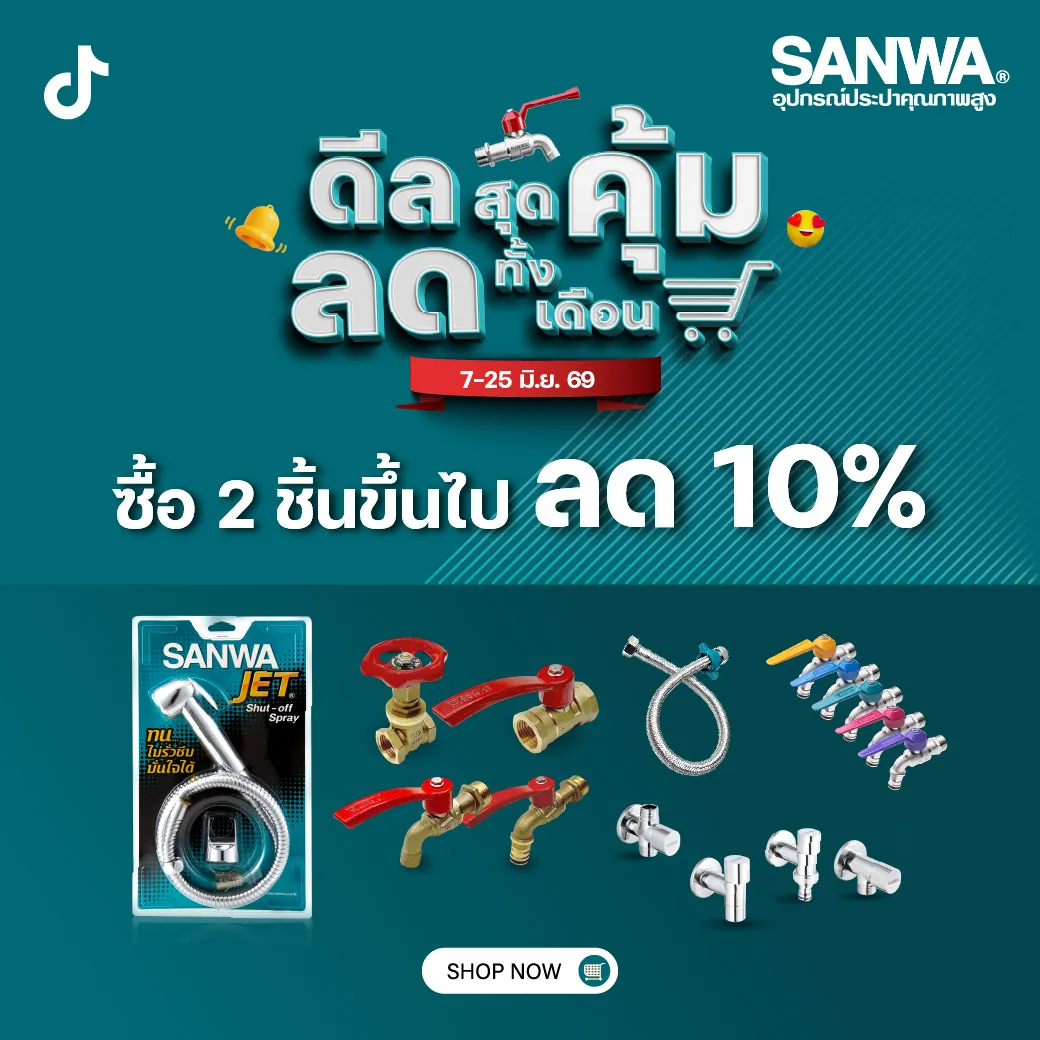 SANWA®
อุปกรณ์ประปาคุณภาพสูง
SANWA
ดีลสุดคุ้ม
ลดทั้งเดือน
7-25 มิ.ย. 69
ซื้อ 2 ชิ้นขึ้นไป ลด 10%
SANWA
JET®
Shut-off
Spray
ทน...
ไม่รั่วซึม
มั่นใจได้
SHOP NOW